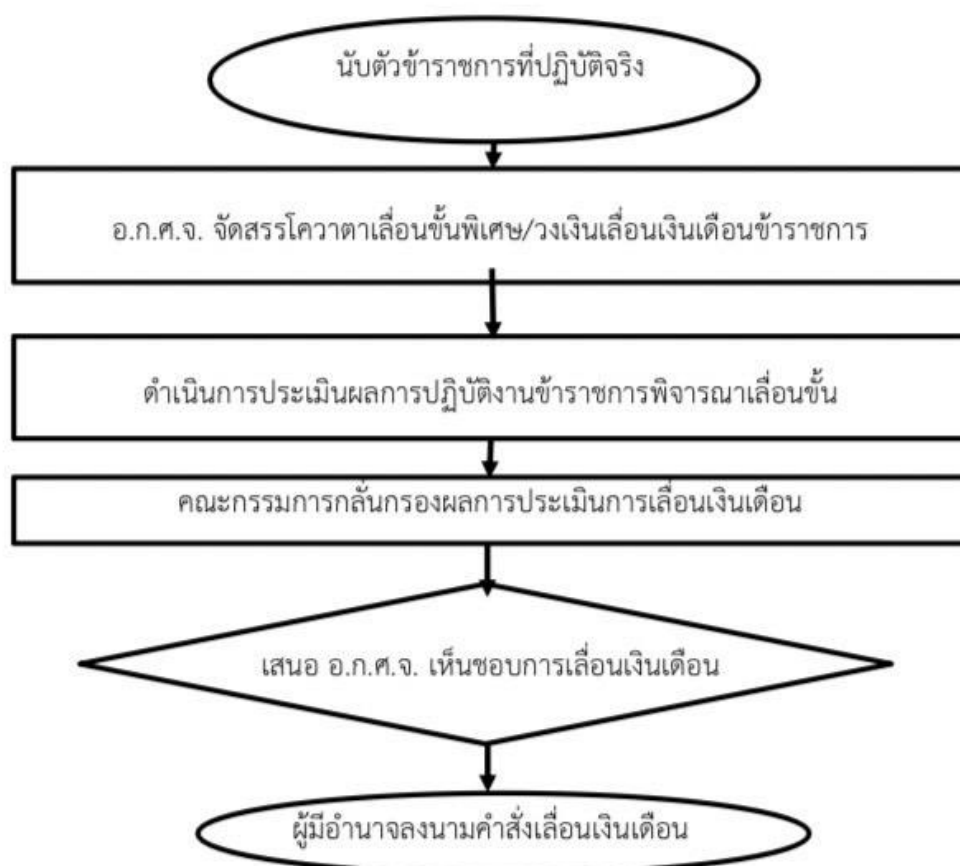 นับตัวข้าราชการที่ปฏิบัติจริง
อ.ก.ศ.จ. จัดสรรโควาตาเลื่อนขั้นพิเศษ/วงเงินเลื่อนเงินเดือนข้าราชการ
ดำเนินการประเมินผลการปฏิบัติงานข้าราชการพิจารณาเลื่อนขั้น
คณะกรรมการกลั่นกรองผลการประเมินการเลื่อนเงินเดือน
เสนอ อ.ก.ศ.จ. เห็นชอบการเลื่อนเงินเดือน
ผู้มีอำนาจลงนามคำสั่งเลื่อนเงินเดือน